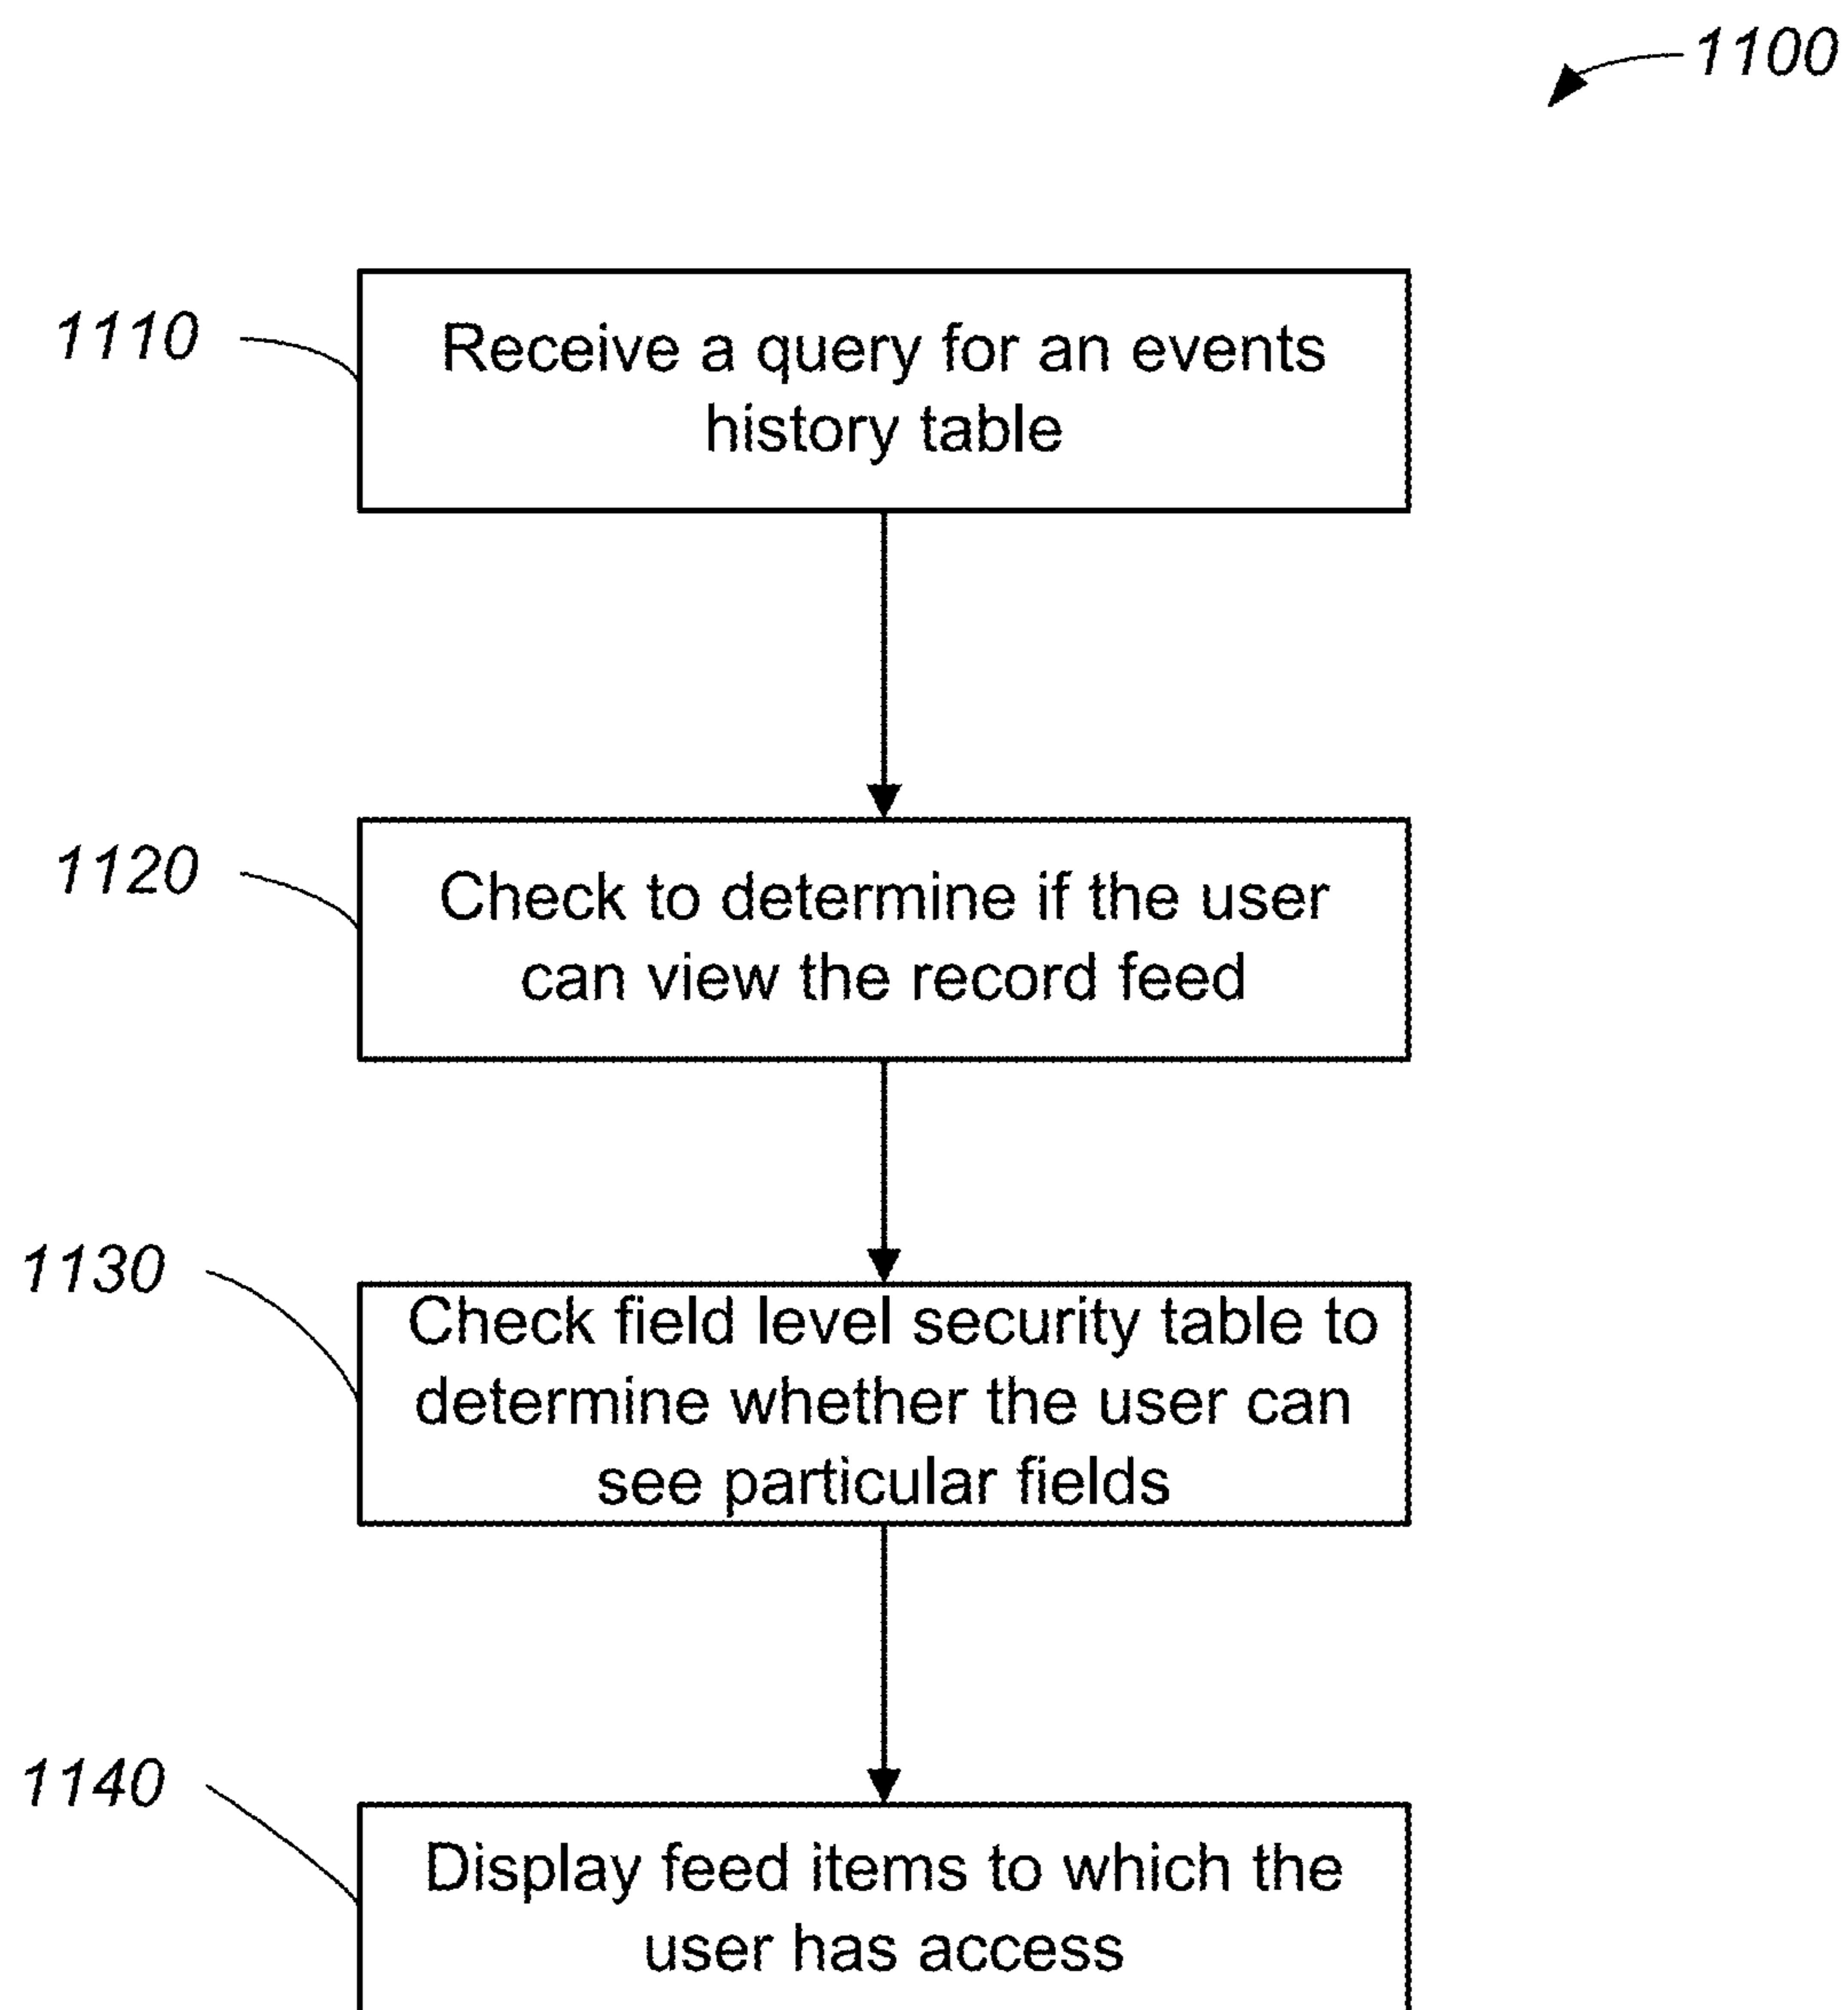 1100
1110
Receive a query for an events
history table
1120
Check to determine if the user
can view the record feed
1130
Check field level security table to
determine whether the user can
see particular fields
1140
Display feed items to which the
user has access